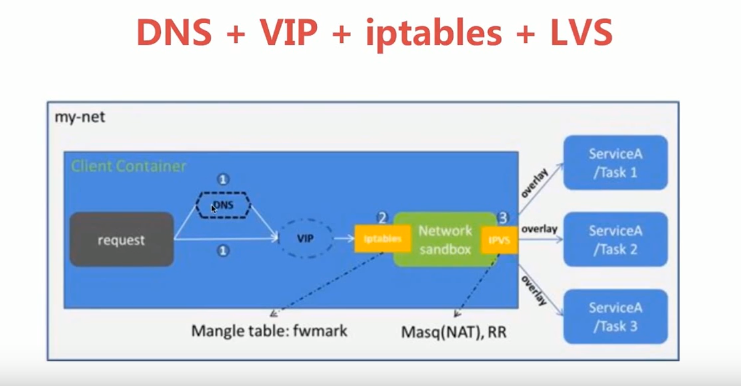 DNS + VIP + iptables + LVS
my-net
Client Container
1
DNS
request
1
VIP
2
Iptables
Network
sandbox
3
IPVS
overlay
overlay
overlay
ServiceA
/Task 1
ServiceA
/Task 2
ServiceA
/Task 3
Mangle table: fwmark
Masq(NAT), RR